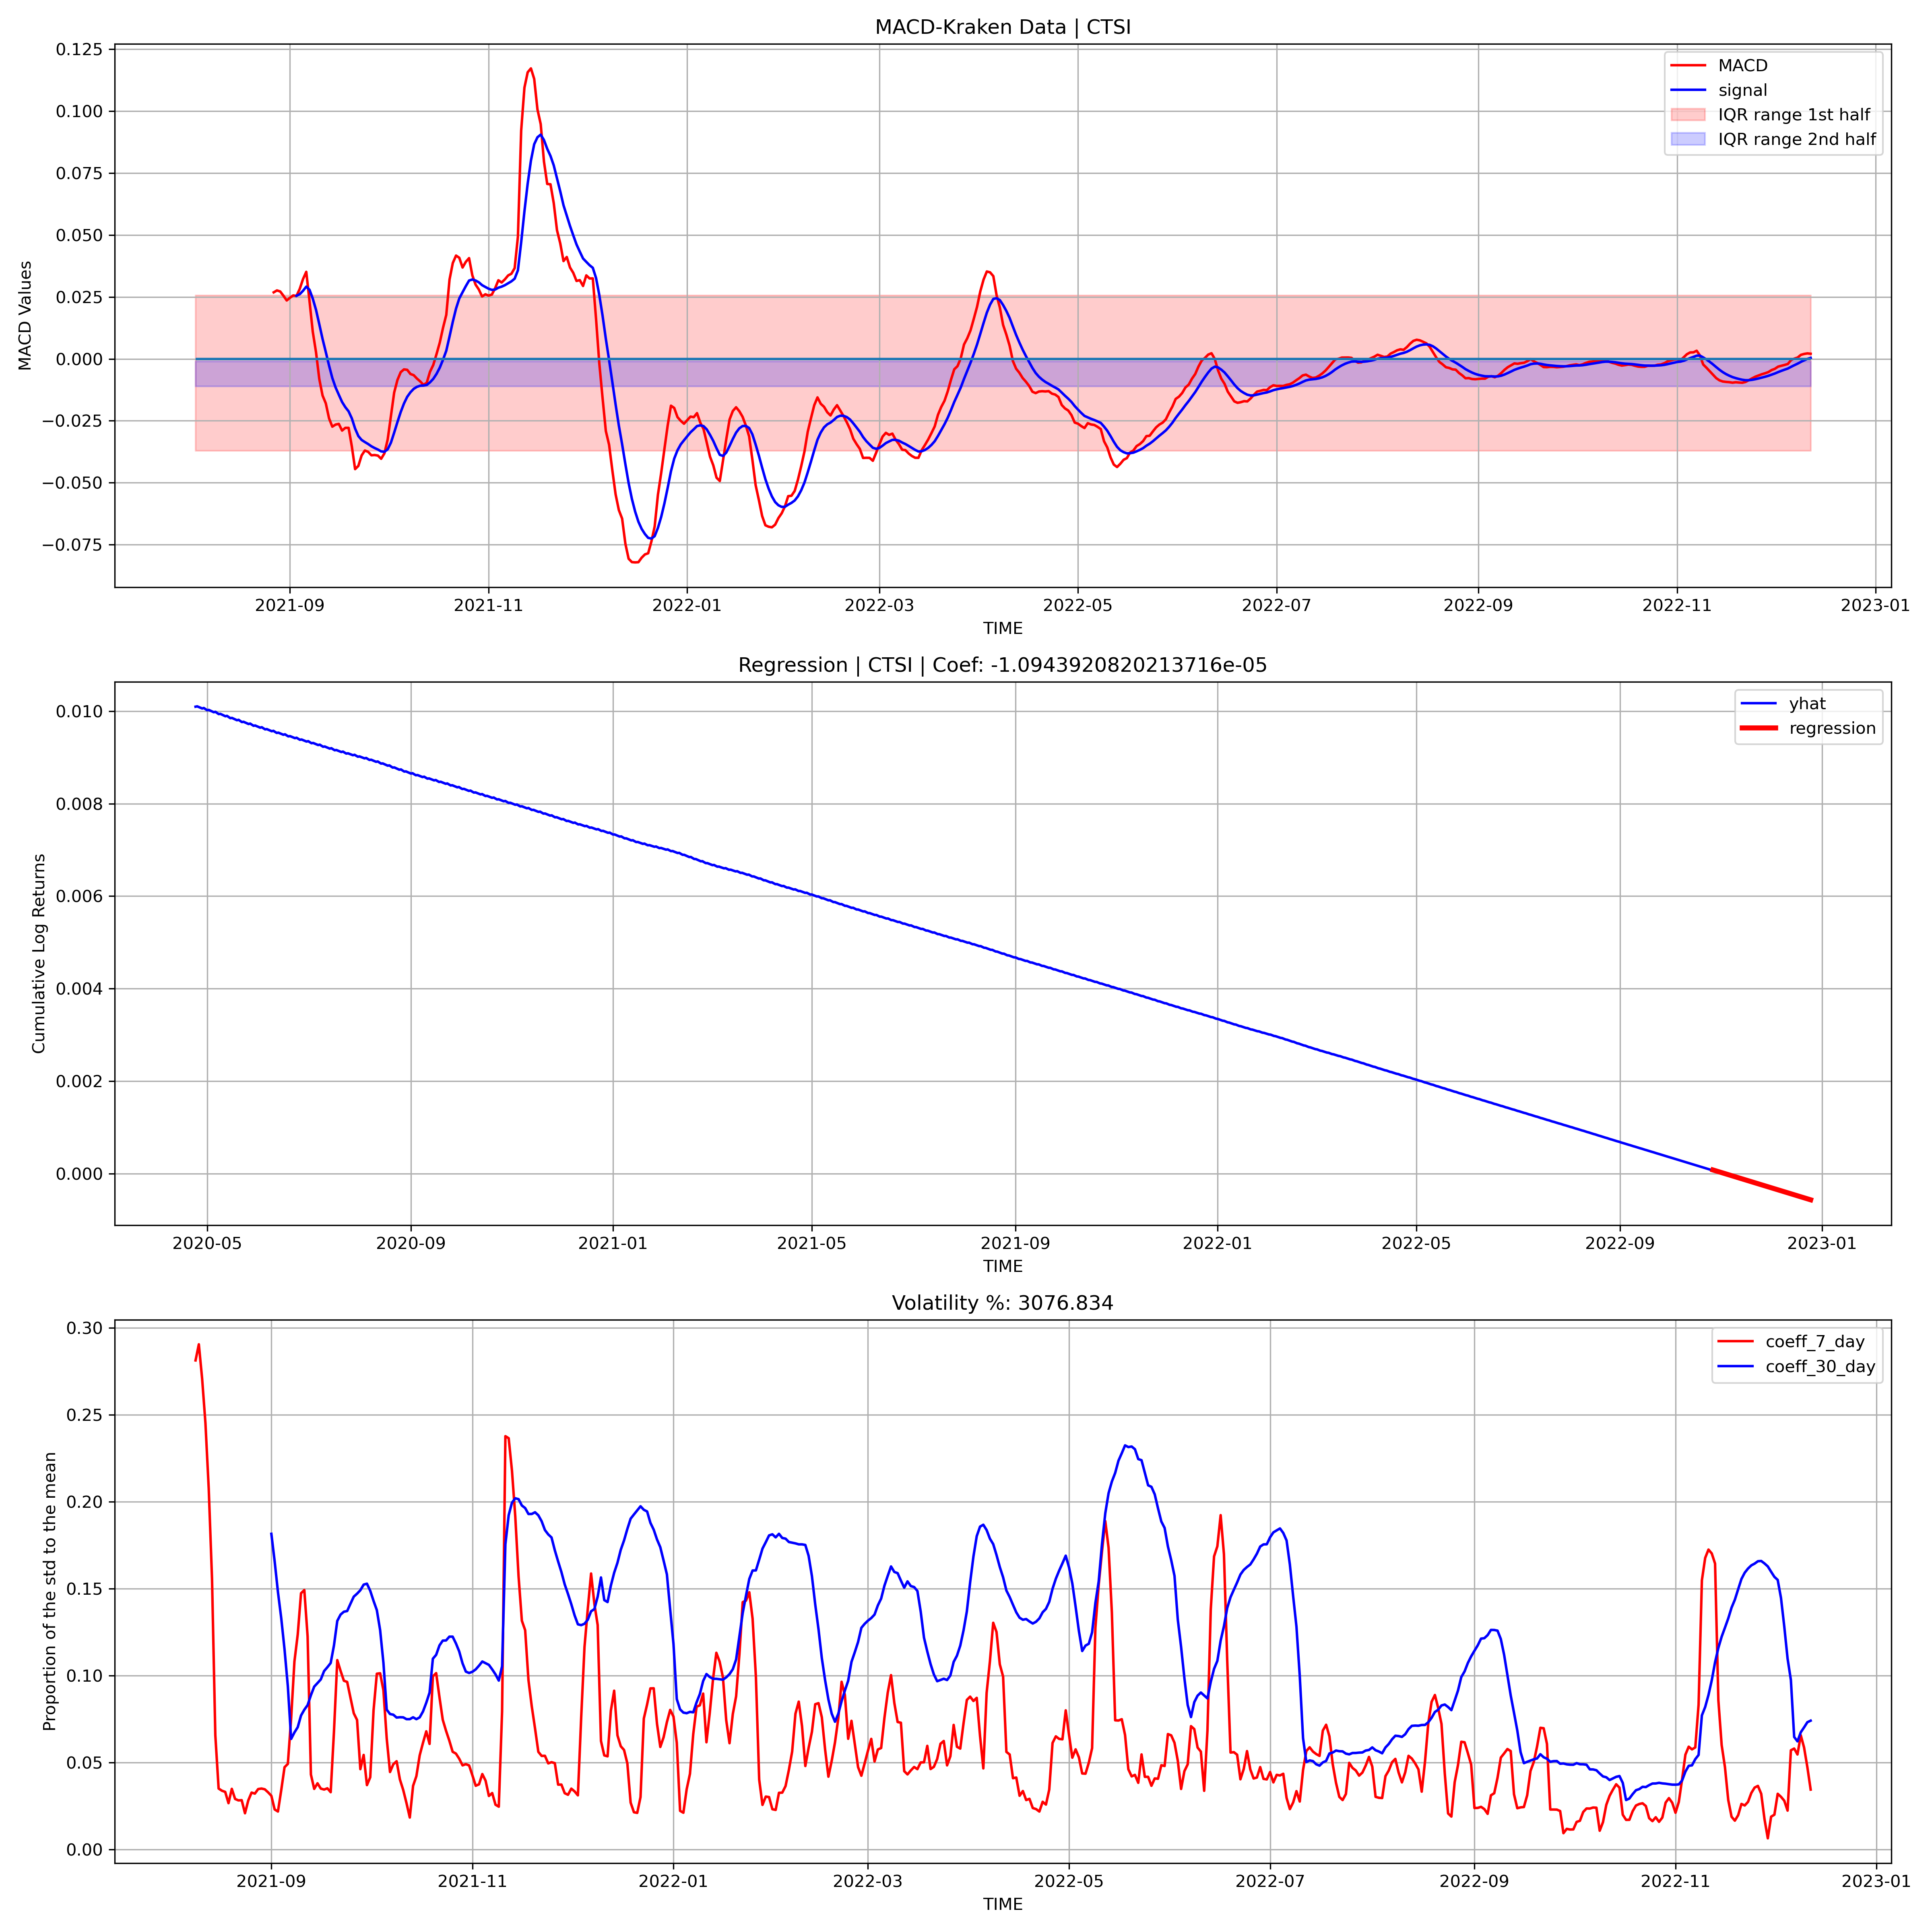 MACD-Kraken Data | CTSI
0.125
0.100
0.075
0.050
0.025
0.000
−0.025
−0.050
−0.075
MACD Values
MACD
signal
IQR range 1st half
IQR range 2nd half
2021-09 2021-11 2022-01 2022-03 2022-05 2022-07 2022-09 2022-11 2023-01
TIME
Regression | CTSI | Coef: -1.0943920820213716e-05
0.010
0.008
0.006
0.004
0.002
0.000
Cumulative Log Returns
yhat
regression
2020-05 2020-09 2021-01 2021-05 2021-09 2022-01 2022-05 2022-09 2023-01
TIME
Volatility %: 3076.834
0.30
0.25
0.20
0.15
0.10
0.05
0.00
Proportion of the std to the mean
coeff_7_day
coeff_30_day
2021-09 2021-11 2022-01 2022-03 2022-05 2022-07 2022-09 2022-11 2023-01
TIME